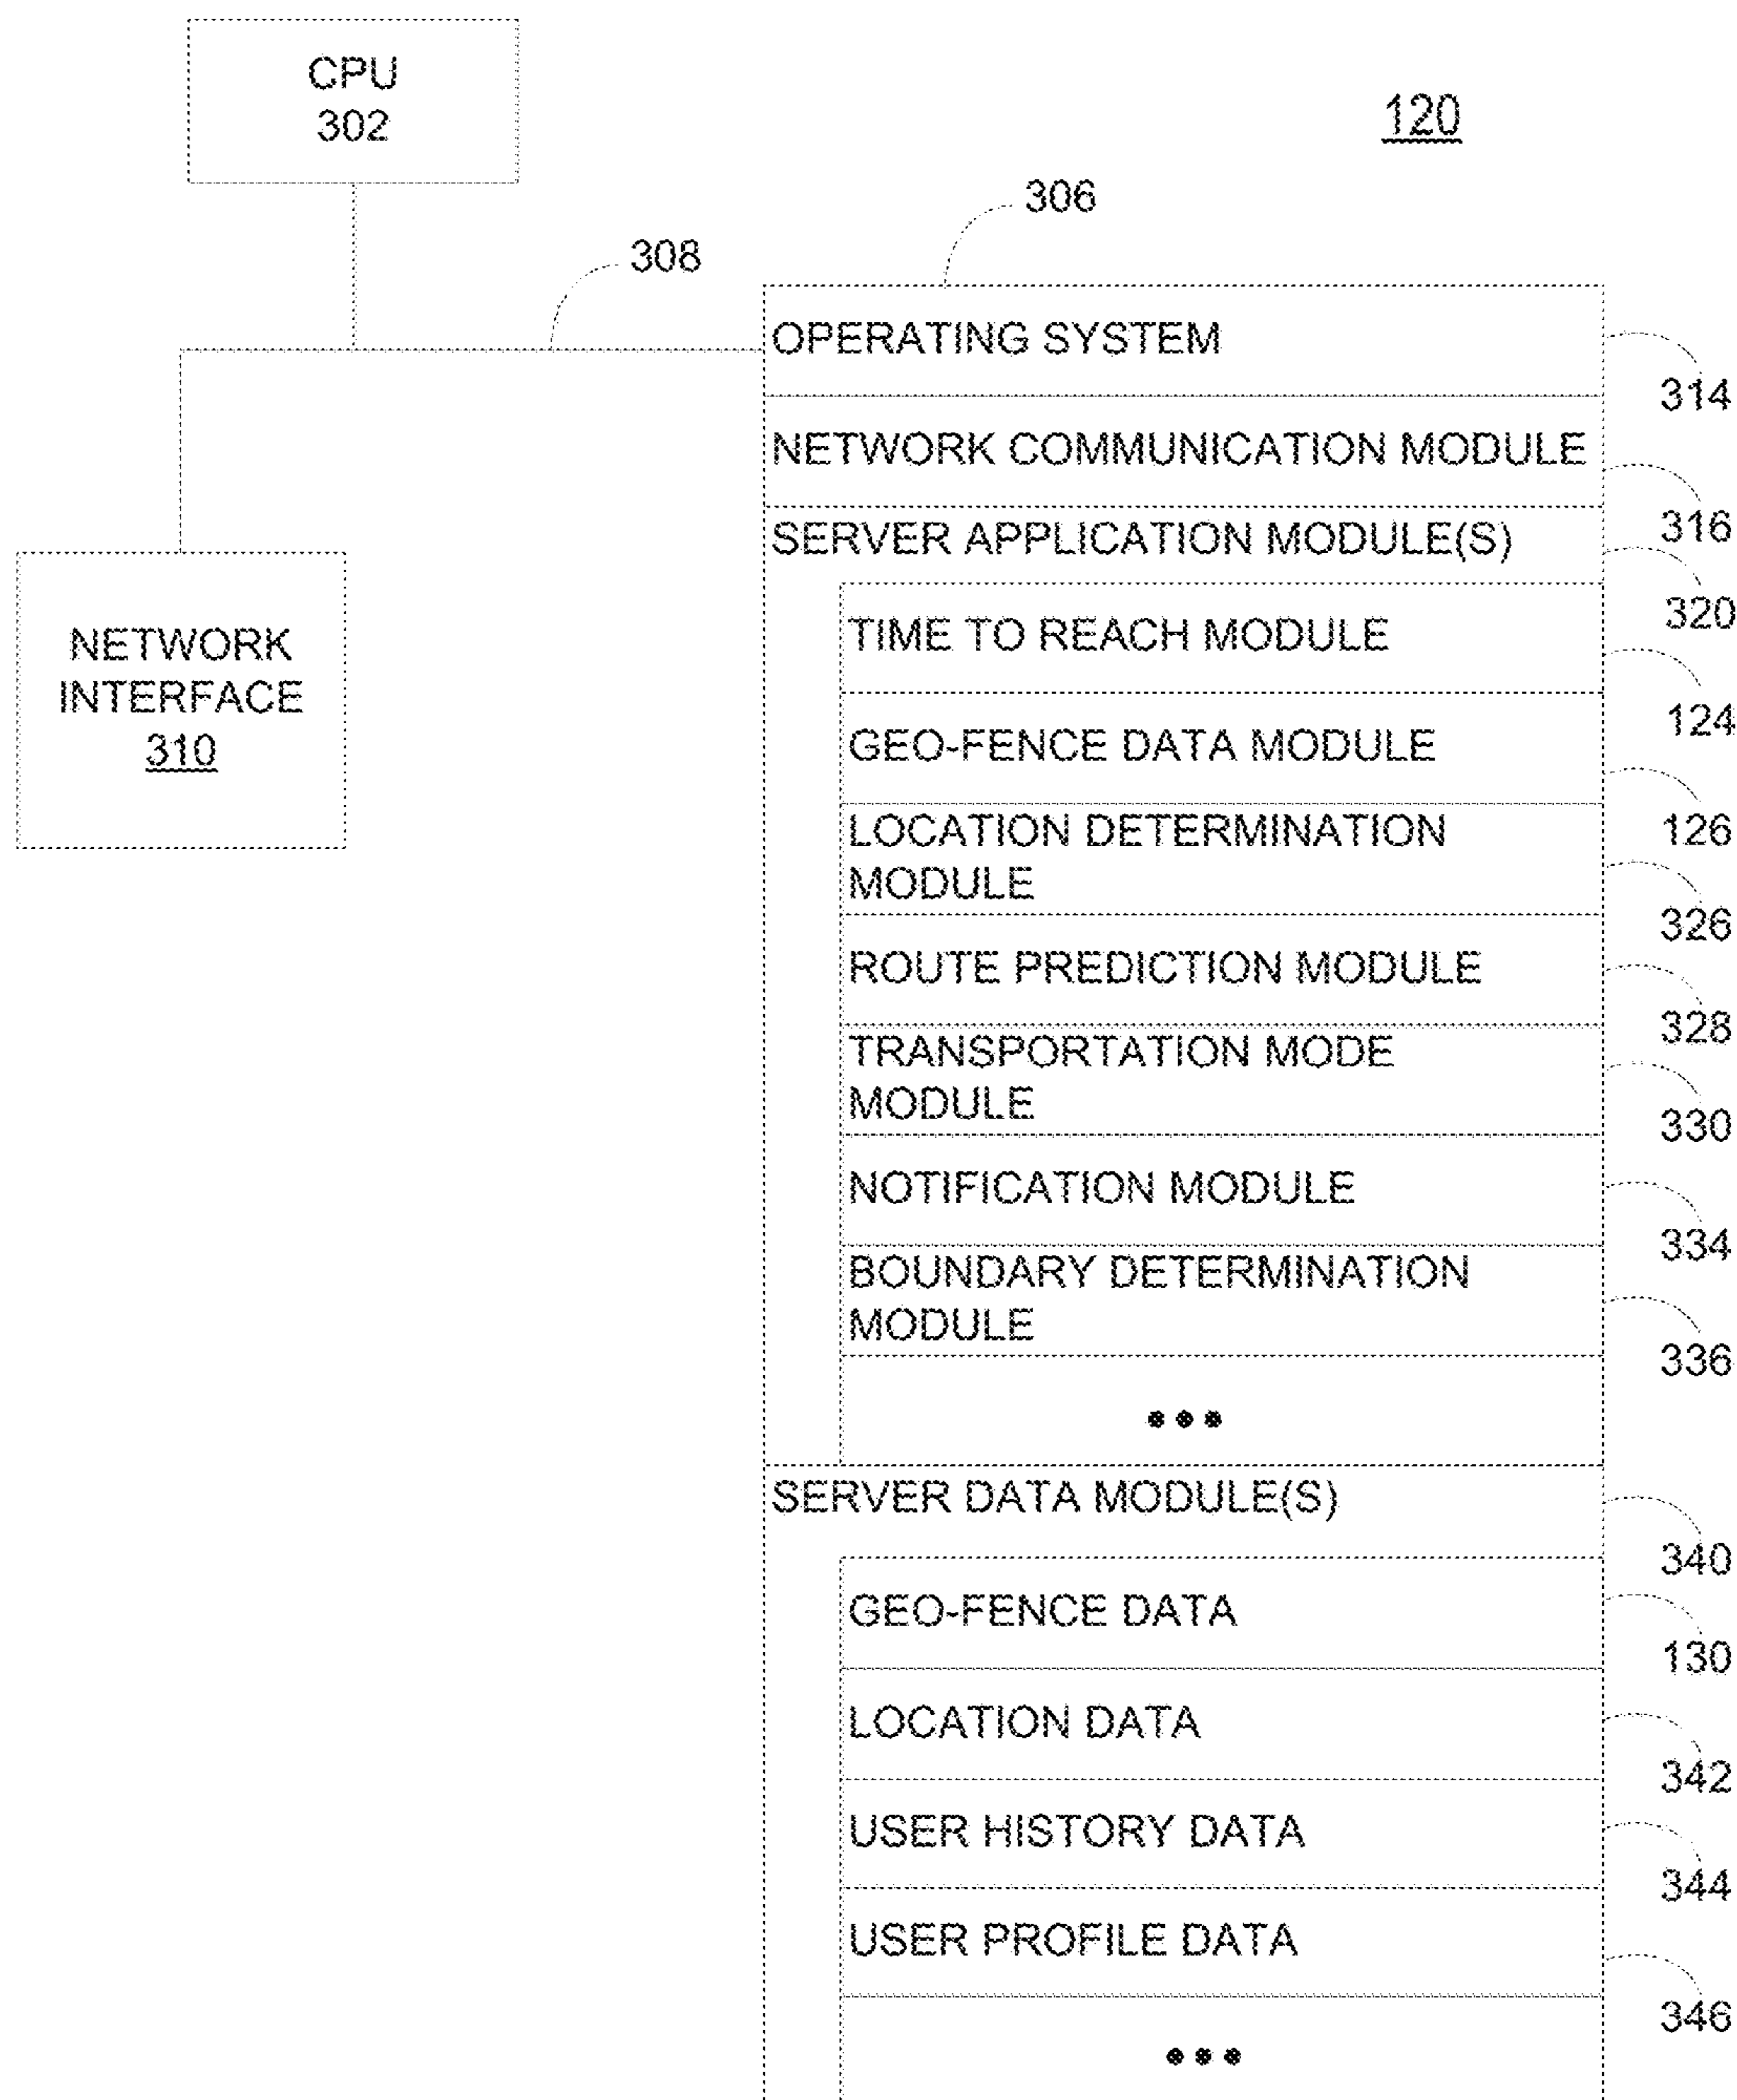 CPU
302
120
306
308
OPERATING SYSTEM
314
NETWORK COMMUNICATION MODULE
316
SERVER APPLICATION MODULE(S)
320
NETWORK
INTERFACE
310
TIME TO REACH MODULE
124
GEO-FENCE DATA MODULE
126
LOCATION DETERMINATION
MODULE
326
ROUTE PREDICTION MODULE
328
TRANSPORTATION MODE
MODULE
330
NOTIFICATION MODULE
334
BOUNDARY DETERMINATION
MODULE
336
•••
SERVER DATA MODULE(S)
340
GEO-FENCE DATA
130
LOCATION DATA
342
USER HISTORY DATA
344
USER PROFILE DATA
346
•••